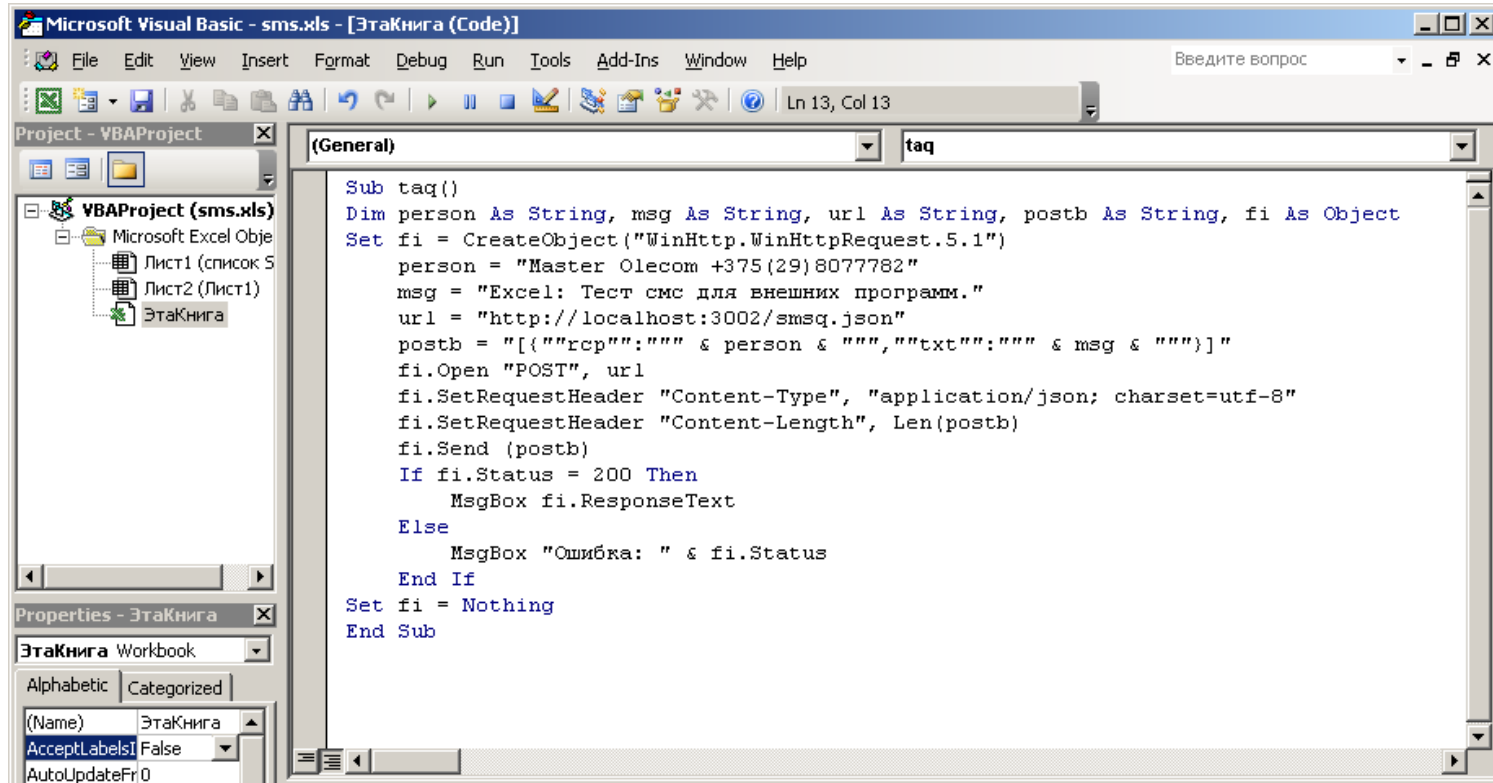 Microsoft Visual Basic - sms.xls - [ЭтаКнига (Code)]
File Edit View Insert Format Debug Run Tools Add-Ins Window Help Введите вопрос
Ln 13, Col 13
Project - VBAProject
VBAProject (sms.xls)
Microsoft Excel Obje
Лист1 (список S
Лист2 (Лист1)
ЭтаКнига
Properties - ЭтаКнига
ЭтаКнига Workbook
Alphabetic Categorized
(Name) ЭтаКнига
AcceptLabelsI False
AutoUpdateFr 0
(General) taq
Sub taq()
Dim person As String, msg As String, url As String, postb As String, fi As Object
Set fi = CreateObject("WinHttp.WinHttpRequest.5.1")
person = "Master Olecom +375(29)8077782"
msg = "Excel: Тест смс для внешних программ."
url = "http://localhost:3002/smsq.json"
postb = "[{""rcp"":""" & person & """,""txt"":""" & msg & """}]"
fi.Open "POST", url
fi.SetRequestHeader "Content-Type", "application/json; charset=utf-8"
fi.SetRequestHeader "Content-Length", Len(postb)
fi.Send (postb)
If fi.Status = 200 Then
MsgBox fi.ResponseText
Else
MsgBox "Ошибка: " & fi.Status
End If
Set fi = Nothing
End Sub